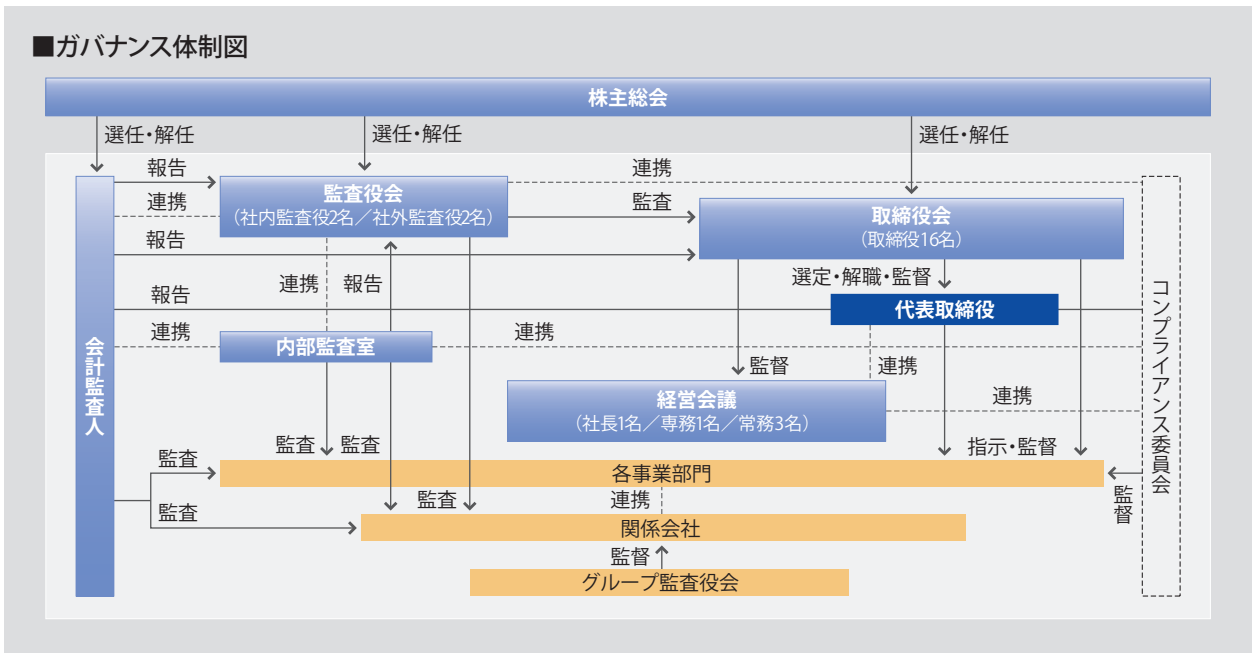 ■ガバナンス体制図
株主総会
選任・解任
選任・解任
選任・解任
報告
連携
監査役会
(社内監査役2名／社外監査役2名)
連携
監査
取締役会
(取締役16名)
連携
報告
連携
報告
選定・解職・監督
報告
代表取締役
連携
内部監査室
連携
監督
連携
会計監査人
コンプライアンス委員会
経営会議
(社長1名／専務1名／常務3名)
連携
監査
監査
指示・監督
監査
各事業部門
監督
監査
監査
連携
関係会社
監督
グループ監査役会